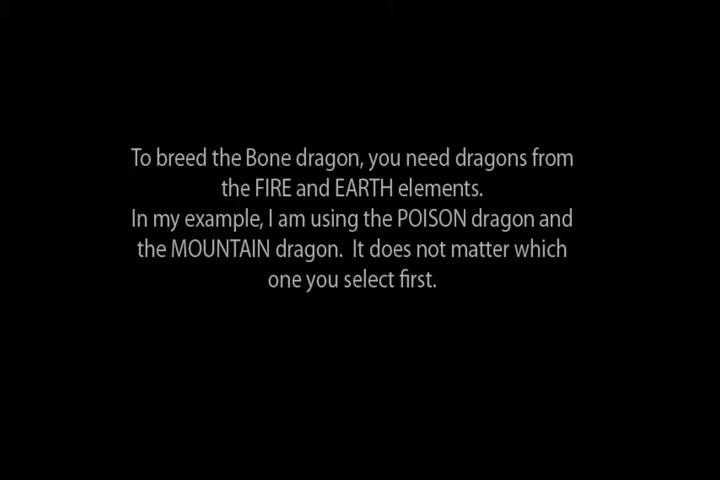 To breed the Bone dragon, you need dragons from
the FIRE and EARTH elements.
In my example, I am using the POISON dragon and
the MOUNTAIN dragon.  It does not matter which
one you select first.